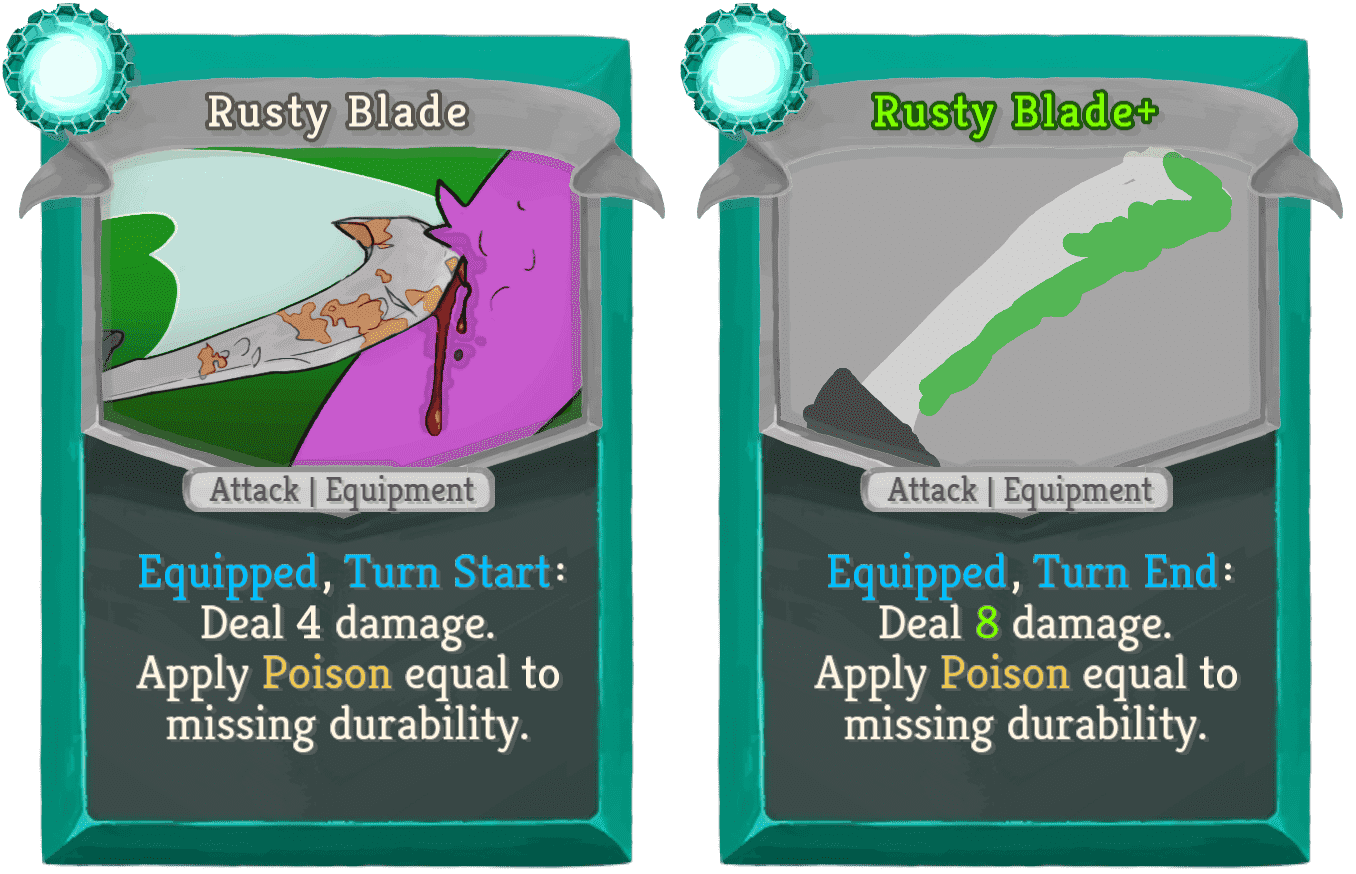 Rusty Blade
Attack | Equipment
Equipped, Turn Start:
Deal 4 damage.
Apply Poison equal to
missing durability.
Rusty Blade+
Attack | Equipment
Equipped, Turn End:
Deal 8 damage.
Apply Poison equal to
missing durability.